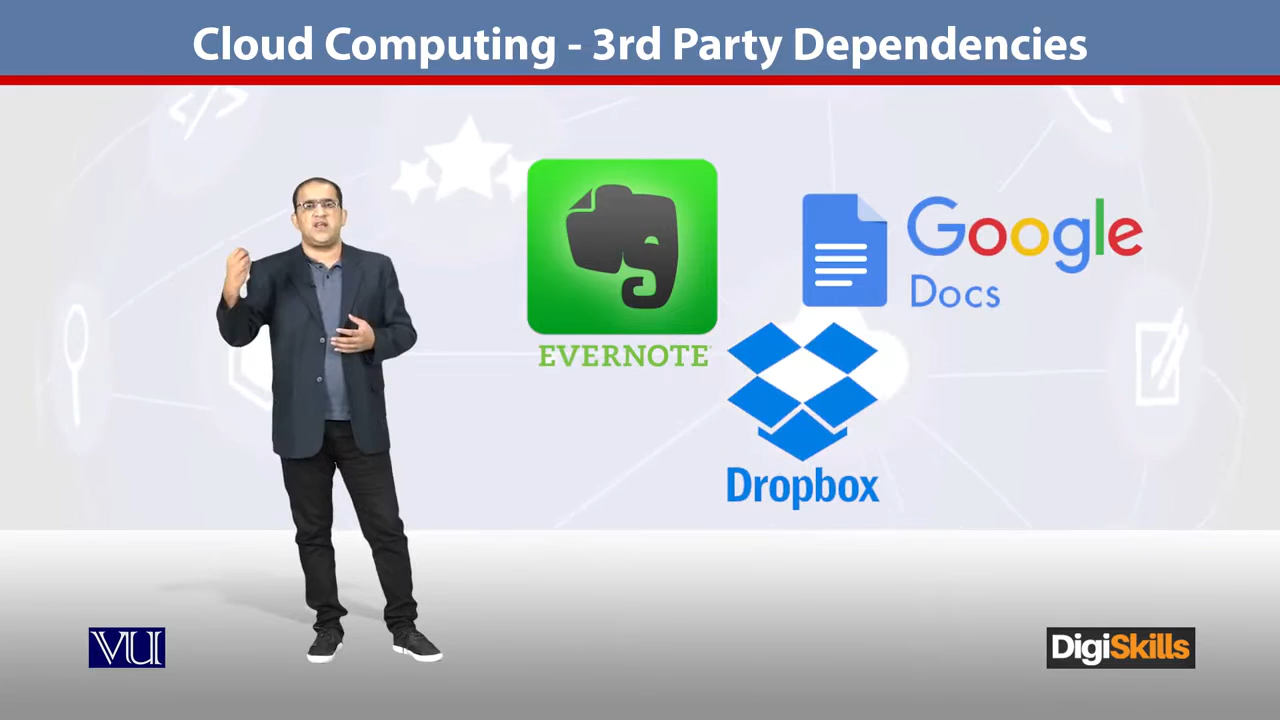 Cloud Computing - 3rd Party Dependencies
EVERNOTE
Google
Docs
Dropbox
VU
DigiSkills